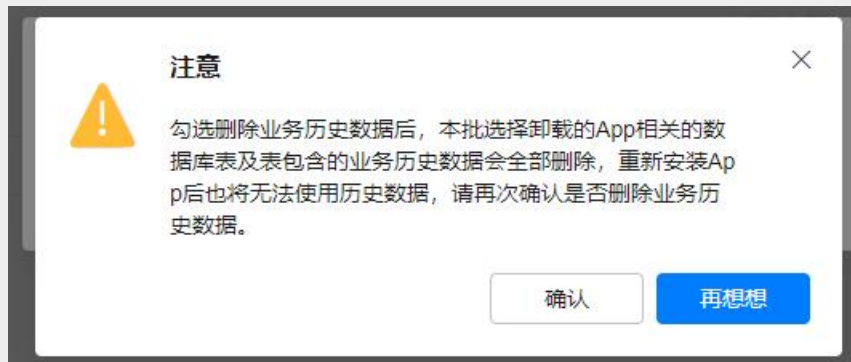 注意
勾选删除业务历史数据后，本批选择卸载的App相关的数
据库表及表包含的业务历史数据会全部删除，重新安装Ap
p后也将无法使用历史数据，请再次确认是否删除业务历
史数据。
确认
再想想